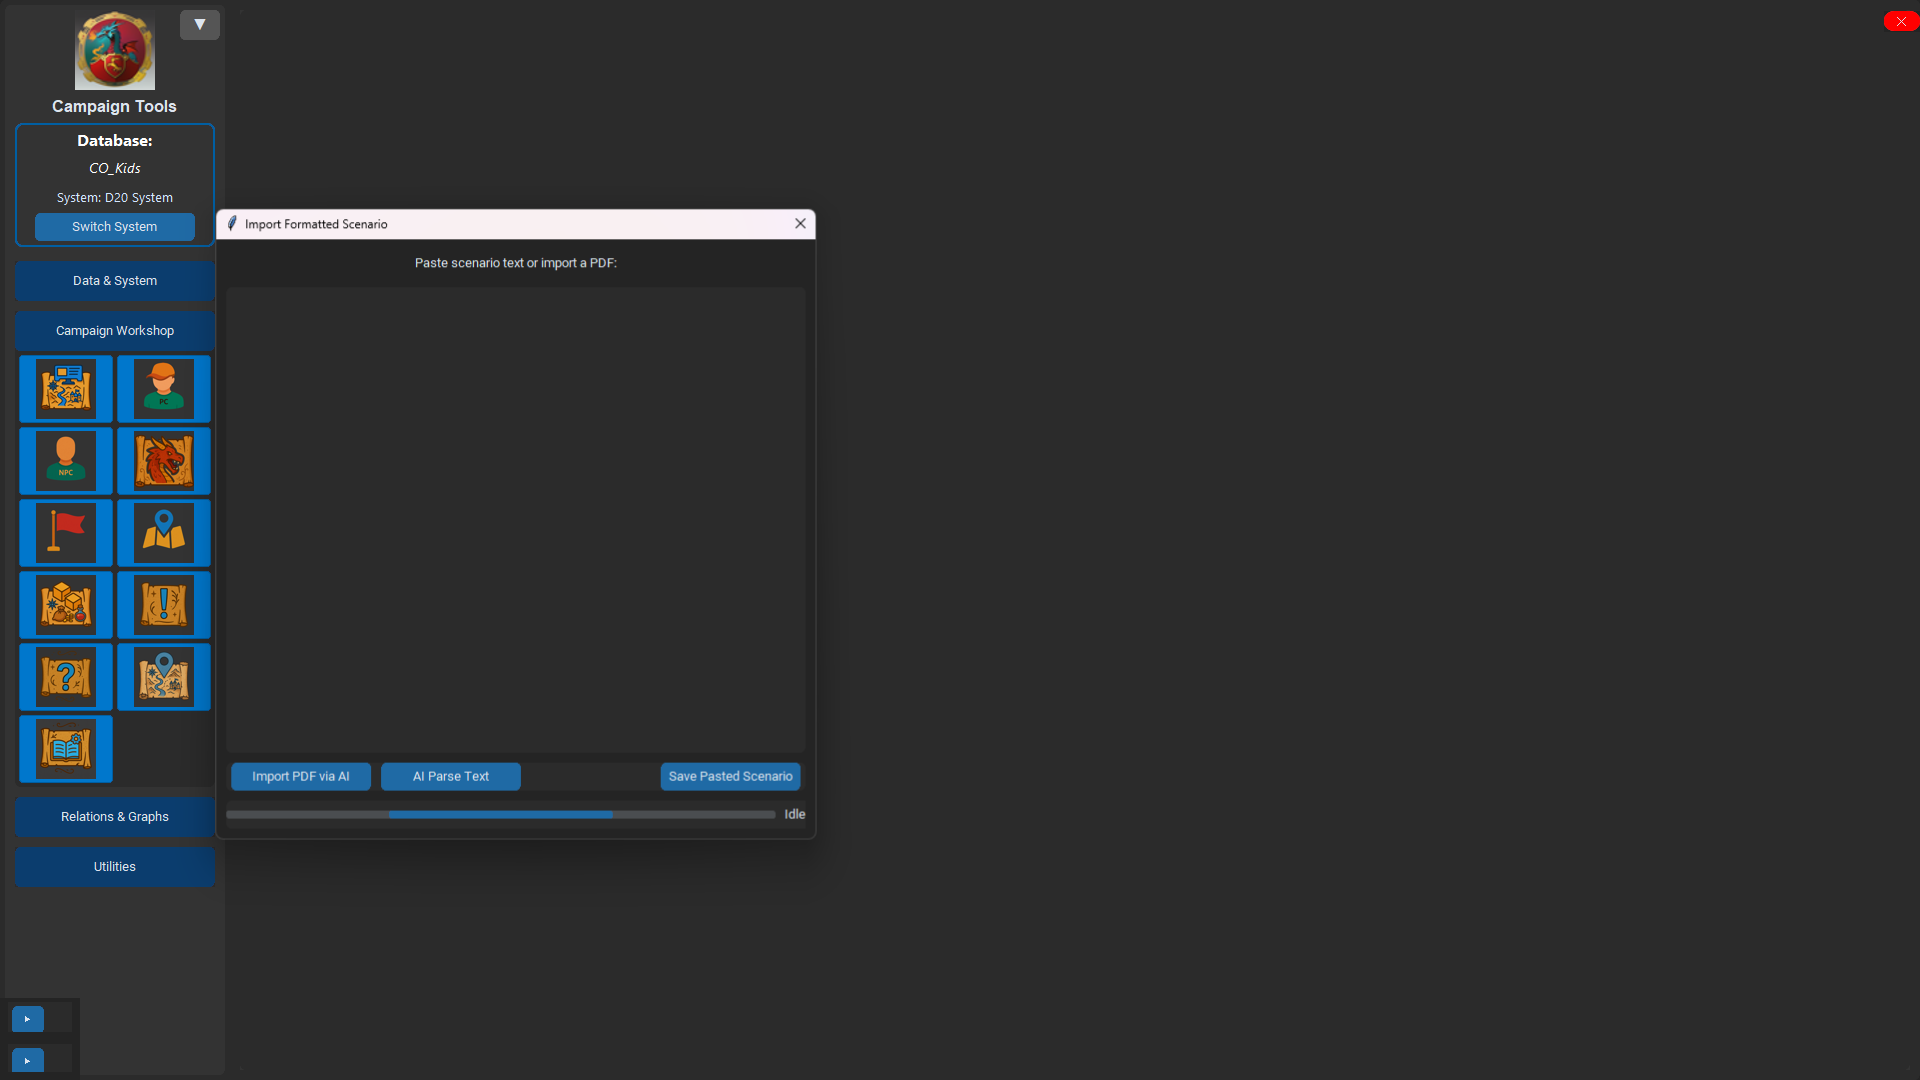 ▼
Campaign Tools
Database:
CO_Kids
System: D20 System
Switch System
Data & System
Campaign Workshop
PC
NPC
!
?
Relations & Graphs
Utilities
Import Formatted Scenario
Paste scenario text or import a PDF:
Import PDF via AI
AI Parse Text
Save Pasted Scenario
Idle